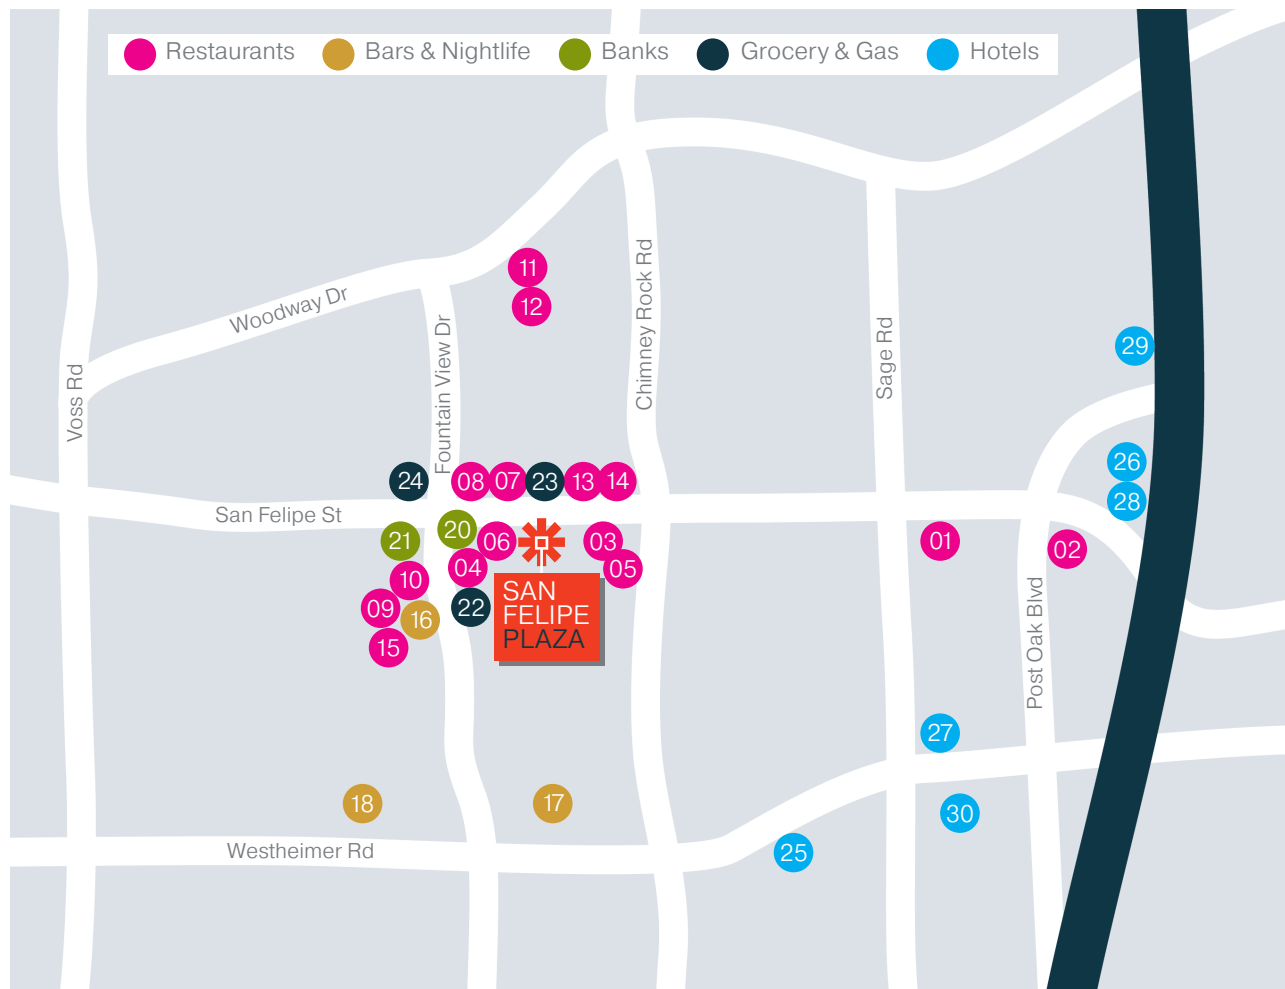 Restaurants
Bars & Nightlife
Banks
Grocery & Gas
Hotels
11
12
Woodway Dr
Chimney Rock Rd
Fountain View Dr
Sage Rd
Voss Rd
29
26
28
24
08
07
23
13
14
San Felipe St
21
20
06
03
01
02
04
05
10
09
22
16
15
SAN
FELIPE
PLAZA
Post Oak Blvd
27
18
17
30
25
Westheimer Rd